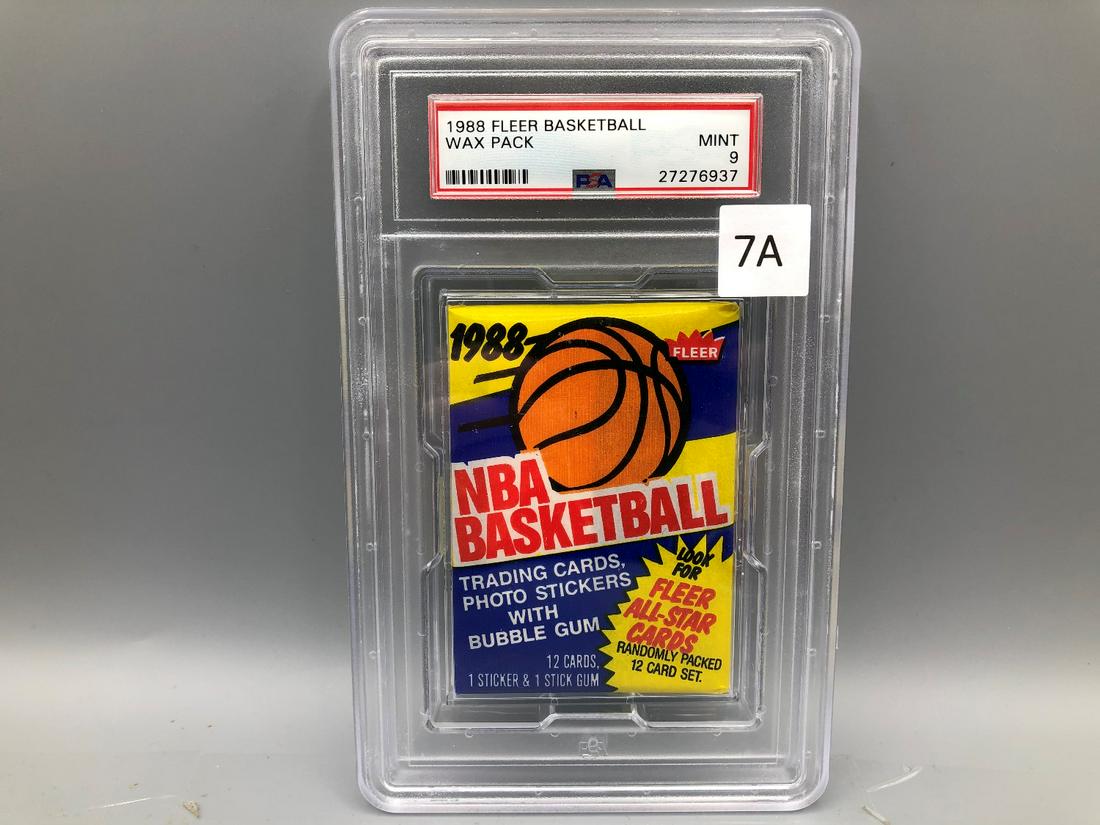 1988 FLEER BASKETBALL
WAX PACK
MINT
9
PSA
27276937
7A
1988
FLEER
NBA
BASKETBALL
TRADING CARDS,
PHOTO STICKERS
WITH
BUBBLE GUM
12 CARDS,
1 STICKER & 1 STICK GUM
LOOK
FOR
FLEER
ALL-STAR
CARDS
RANDOMLY PACKED
12 CARD SET.